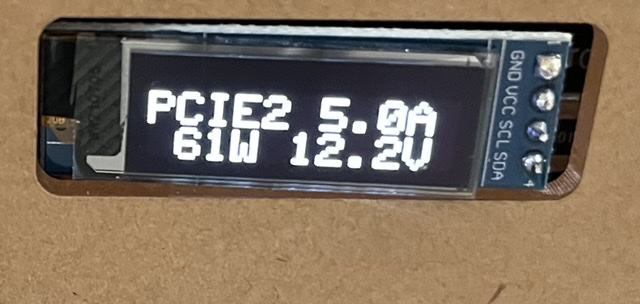 PCIE2 5.0A
61W 12.2V
GND VCC SCL SDA